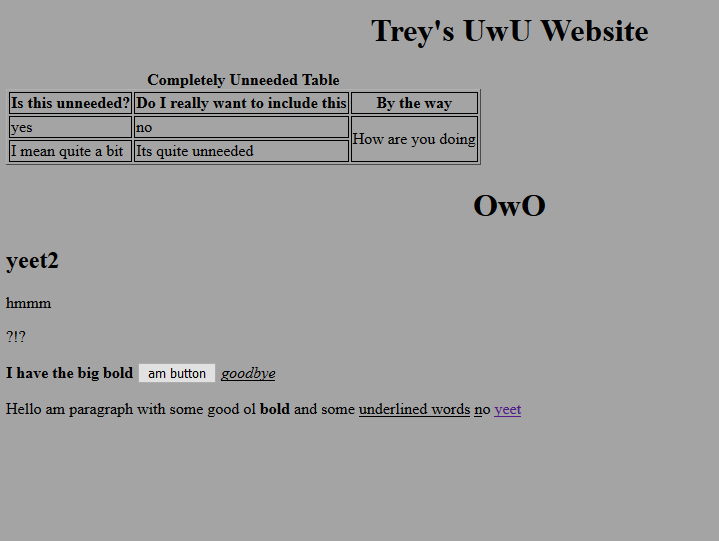 Trey's UwU Website
Completely Unneeded Table
Is this unneeded? Do I really want to include this By the way
yes no How are you doing
I mean quite a bit Its quite unneeded
OwO
yeet2
hmmm
?!?
I have the big bold am button goodbye
Hello am paragraph with some good ol bold and some underlined words no yeet